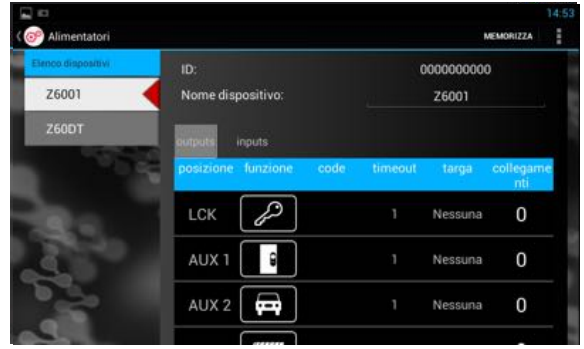 14:53
Alimentatori
MEMORIZZA
Elenco dispositivi
Z6001
Z60DT
ID: 0000000000
Nome dispositivo: Z6001
outputs inputs
posizione funzione code timeout targa collegame
nti
LCK 1 Nessuna 0
AUX 1 1 Nessuna 0
AUX 2 1 Nessuna 0